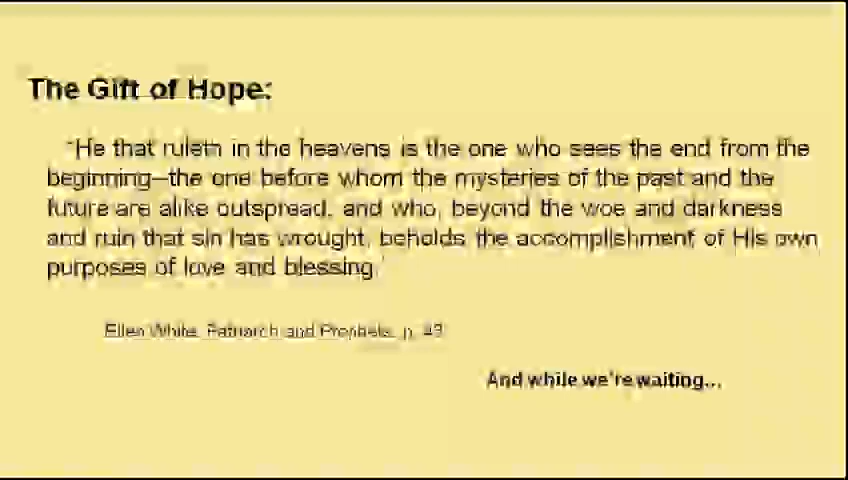 The Gift of Hope:
"He that ruleth in the heavens is the one who sees the end from the
beginning—the one before whom the mysteries of the past and the
future are alike outspread, and who, beyond the woe and darkness
and ruin that sin has wrought, beholds the accomplishment of His own
purposes of love and blessing."
Ellen White, Patriarch and Prophets, p. 43
And while we're waiting...